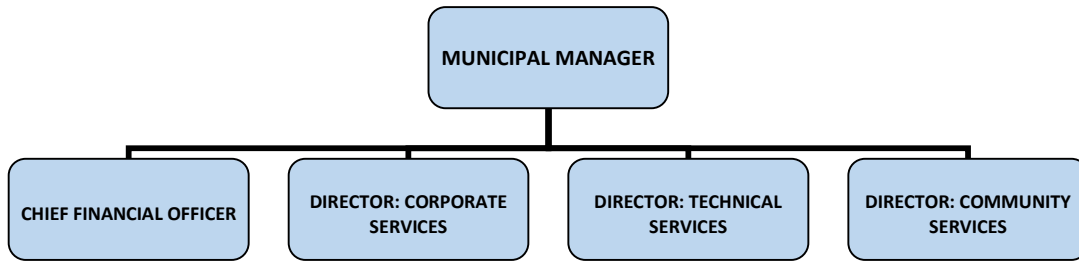 MUNICIPAL MANAGER
CHIEF FINANCIAL OFFICER
DIRECTOR: CORPORATE
SERVICES
DIRECTOR: TECHNICAL
SERVICES
DIRECTOR: COMMUNITY
SERVICES